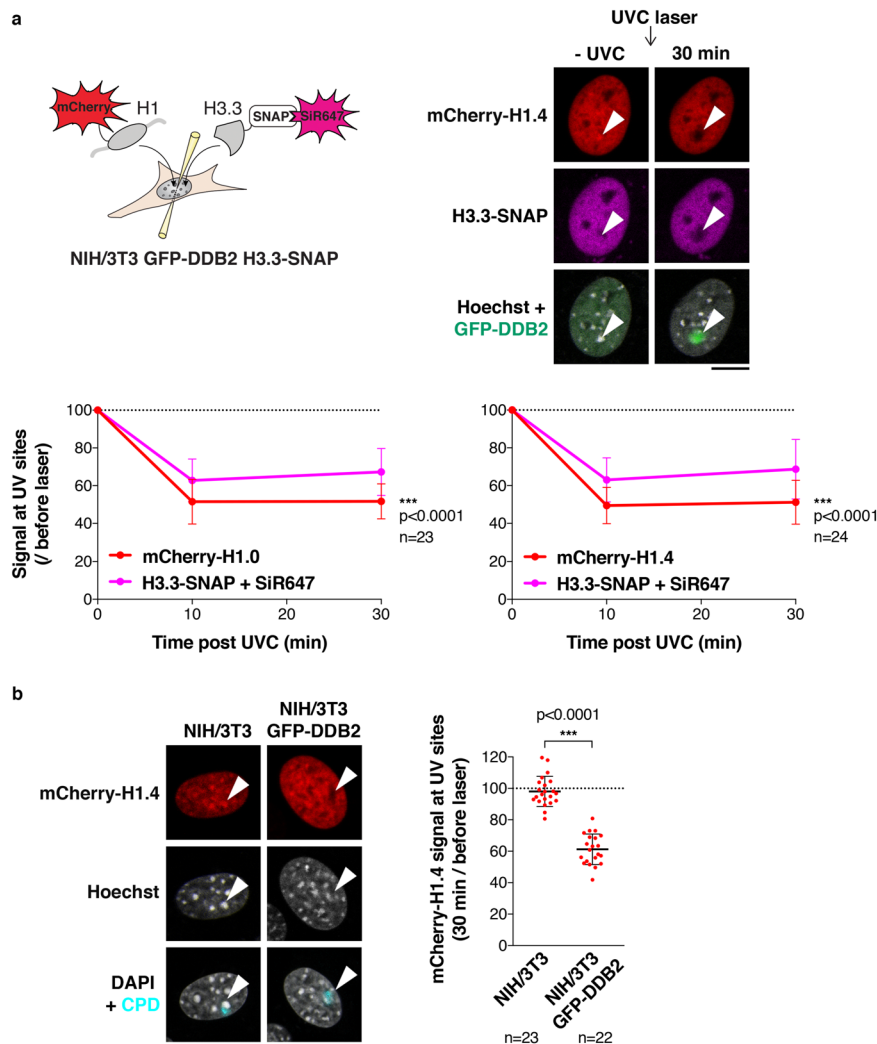 a
mCherry
H1
H3.3
SNAP
SiR647
NIH/3T3 GFP-DDB2 H3.3-SNAP
UVC laser
- UVC
30 min
mCherry-H1.4
H3.3-SNAP
Hoechst +
GFP-DDB2
Signal at UV sites
(/ before laser)
100
80
60
40
20
0
0
10
20
30
mCherry-H1.0
H3.3-SNAP + SiR647
***
p<0.0001
n=23
Time post UVC (min)
100
80
60
40
20
0
0
10
20
30
mCherry-H1.4
H3.3-SNAP + SiR647
***
p<0.0001
n=24
Time post UVC (min)
b
NIH/3T3
NIH/3T3
GFP-DDB2
mCherry-H1.4
Hoechst
DAPI
+ CPD
mCherry-H1.4 signal at UV sites
(30 min / before laser)
p<0.0001
***
120
100
80
60
40
20
0
NIH/3T3
NIH/3T3
GFP-DDB2
n=23
n=22